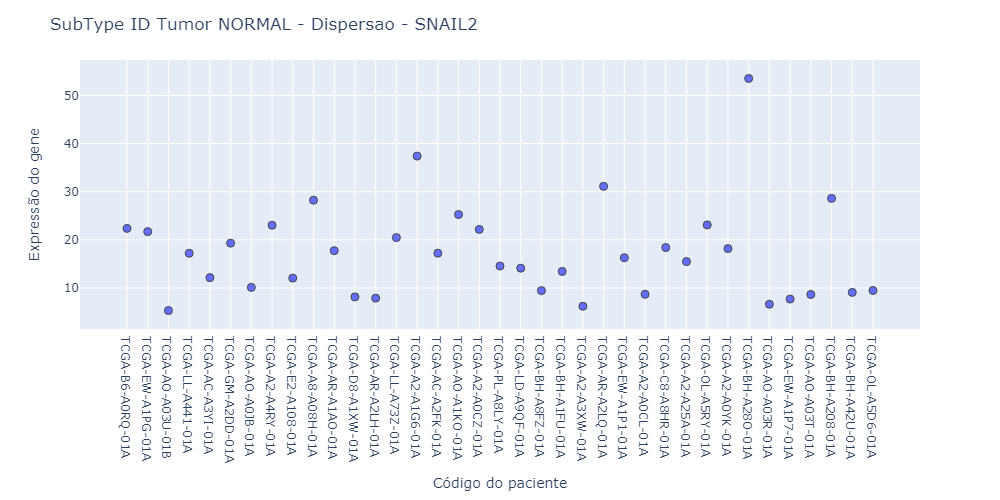 SubType ID Tumor NORMAL - Dispersao - SNAIL2
Expressão do gene
50
40
30
20
10
TCGA-B6-A0RQ-01A
TCGA-EW-A1PG-01A
TCGA-AO-A03U-01B
TCGA-LL-A441-01A
TCGA-AC-A3YI-01A
TCGA-GM-A2DD-01A
TCGA-AO-A0JB-01A
TCGA-A2-A4RY-01A
TCGA-E2-A108-01A
TCGA-A8-A08H-01A
TCGA-AR-A1AO-01A
TCGA-D8-A1XW-01A
TCGA-AR-A2LH-01A
TCGA-LL-A73Z-01A
TCGA-A2-A1G6-01A
TCGA-AC-A2FK-01A
TCGA-AO-A1KO-01A
TCGA-A2-A0CZ-01A
TCGA-PL-A8LY-01A
TCGA-LD-A9QF-01A
TCGA-BH-A8FZ-01A
TCGA-BH-A1FU-01A
TCGA-A2-A3XW-01A
TCGA-AR-A2LQ-01A
TCGA-EW-A1P1-01A
TCGA-A2-A0CL-01A
TCGA-C8-A8HR-01A
TCGA-A2-A25A-01A
TCGA-OL-A5RY-01A
TCGA-A2-A0YK-01A
TCGA-BH-A28O-01A
TCGA-AO-A03R-01A
TCGA-EW-A1P7-01A
TCGA-AO-A03T-01A
TCGA-BH-A208-01A
TCGA-BH-A42U-01A
TCGA-OL-A5D6-01A
Código do paciente